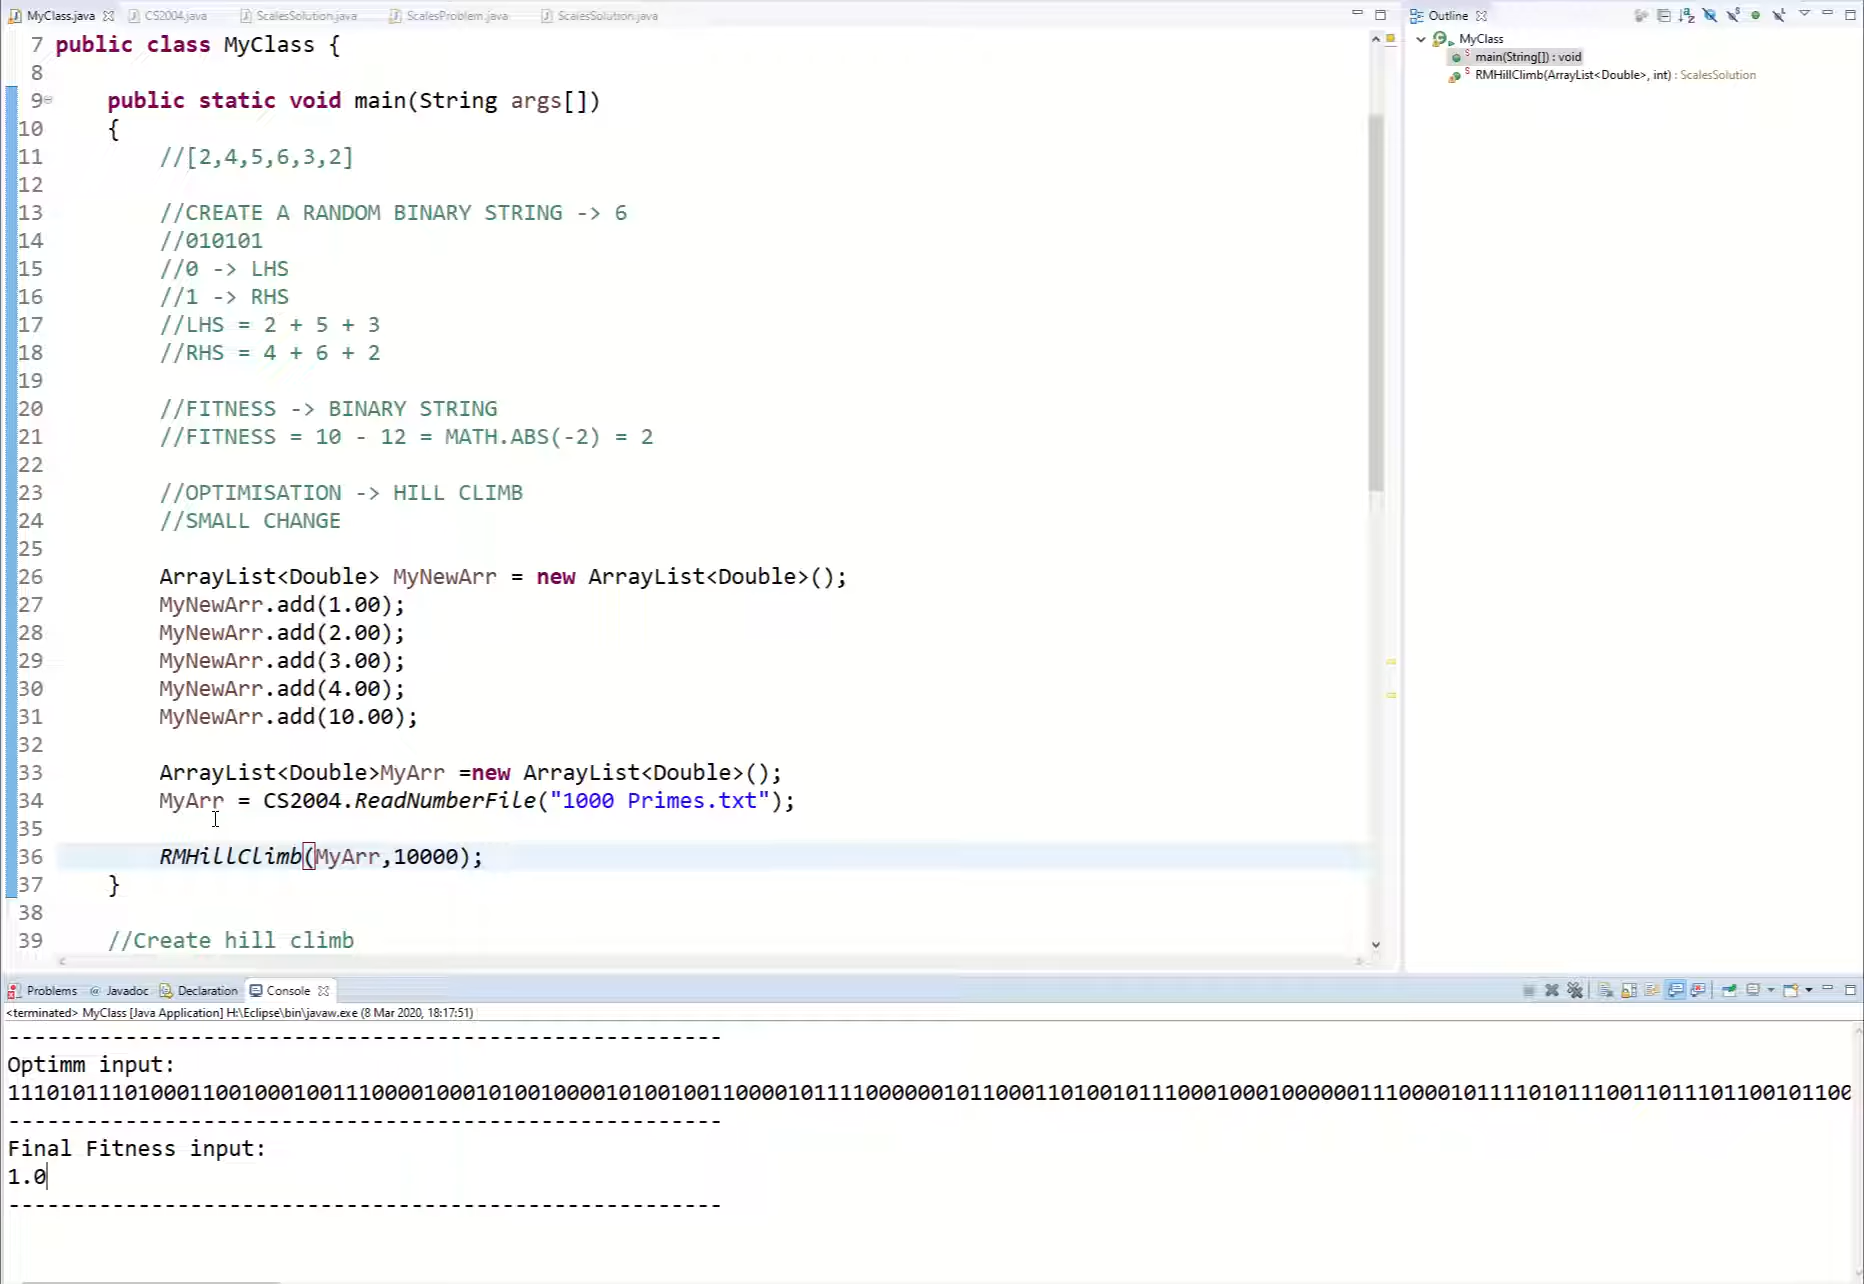 MyClass.java
CS2004.java
ScalesSolution.java
ScalesProblem.java
ScalesSolution.java
7 public class MyClass {
8
9 public static void main(String args[])
10 {
11 //[2,4,5,6,3,2]
12
13 //CREATE A RANDOM BINARY STRING -> 6
14 //010101
15 //0 -> LHS
16 //1 -> RHS
17 //LHS = 2 + 5 + 3
18 //RHS = 4 + 6 + 2
19
20 //FITNESS -> BINARY STRING
21 //FITNESS = 10 - 12 = MATH.ABS(-2) = 2
22
23 //OPTIMISATION -> HILL CLIMB
24 //SMALL CHANGE
25
26 ArrayList<Double> MyNewArr = new ArrayList<Double>();
27 MyNewArr.add(1.00);
28 MyNewArr.add(2.00);
29 MyNewArr.add(3.00);
30 MyNewArr.add(4.00);
31 MyNewArr.add(10.00);
32
33 ArrayList<Double>MyArr =new ArrayList<Double>();
34 MyArr = CS2004.ReadNumberFile("1000 Primes.txt");
35
36 RMHillClimb(MyArr,10000);
37 }
38
39 //Create hill climb
Outline
MyClass
main(String[]) : void
RMHillClimb(ArrayList<Double>, int) : ScalesSolution
Problems
@ Javadoc
Declaration
Console
<terminated> MyClass [Java Application] H:\Eclipse\bin\javaw.exe (8 Mar 2020, 18:17:51)
-------------------------------------------------------
Optimm input:
-------------------------------------------------------
Final Fitness input:
1.0
-------------------------------------------------------